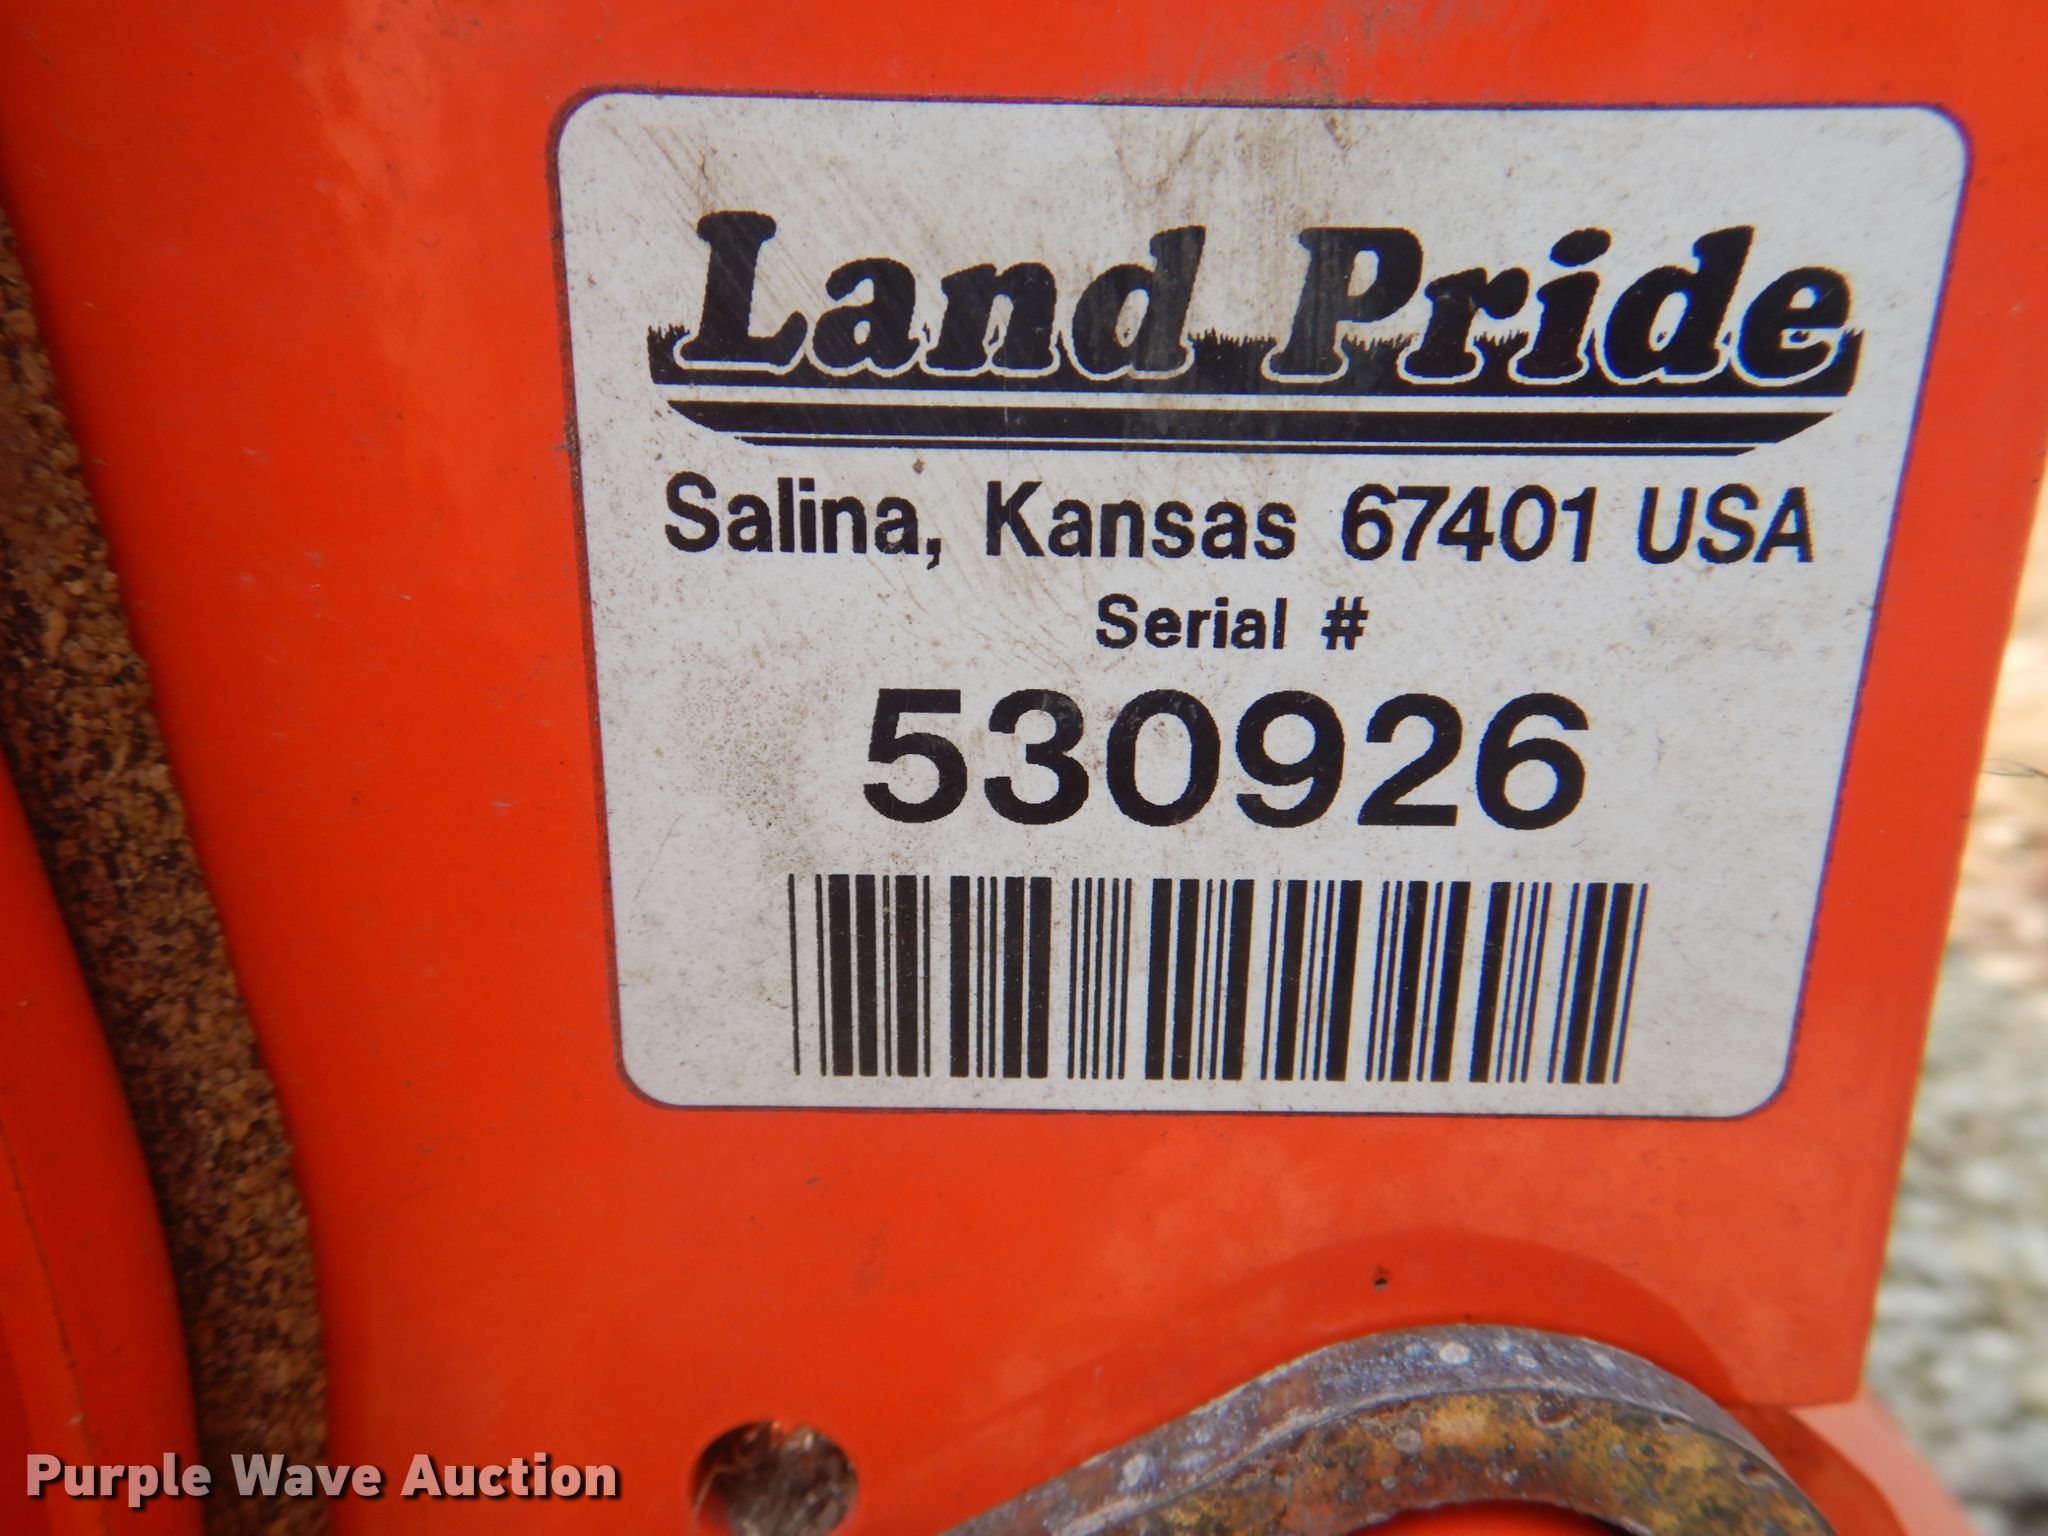 Land Pride
Salina, Kansas 67401 USA
Serial #
530926
Purple Wave Auction